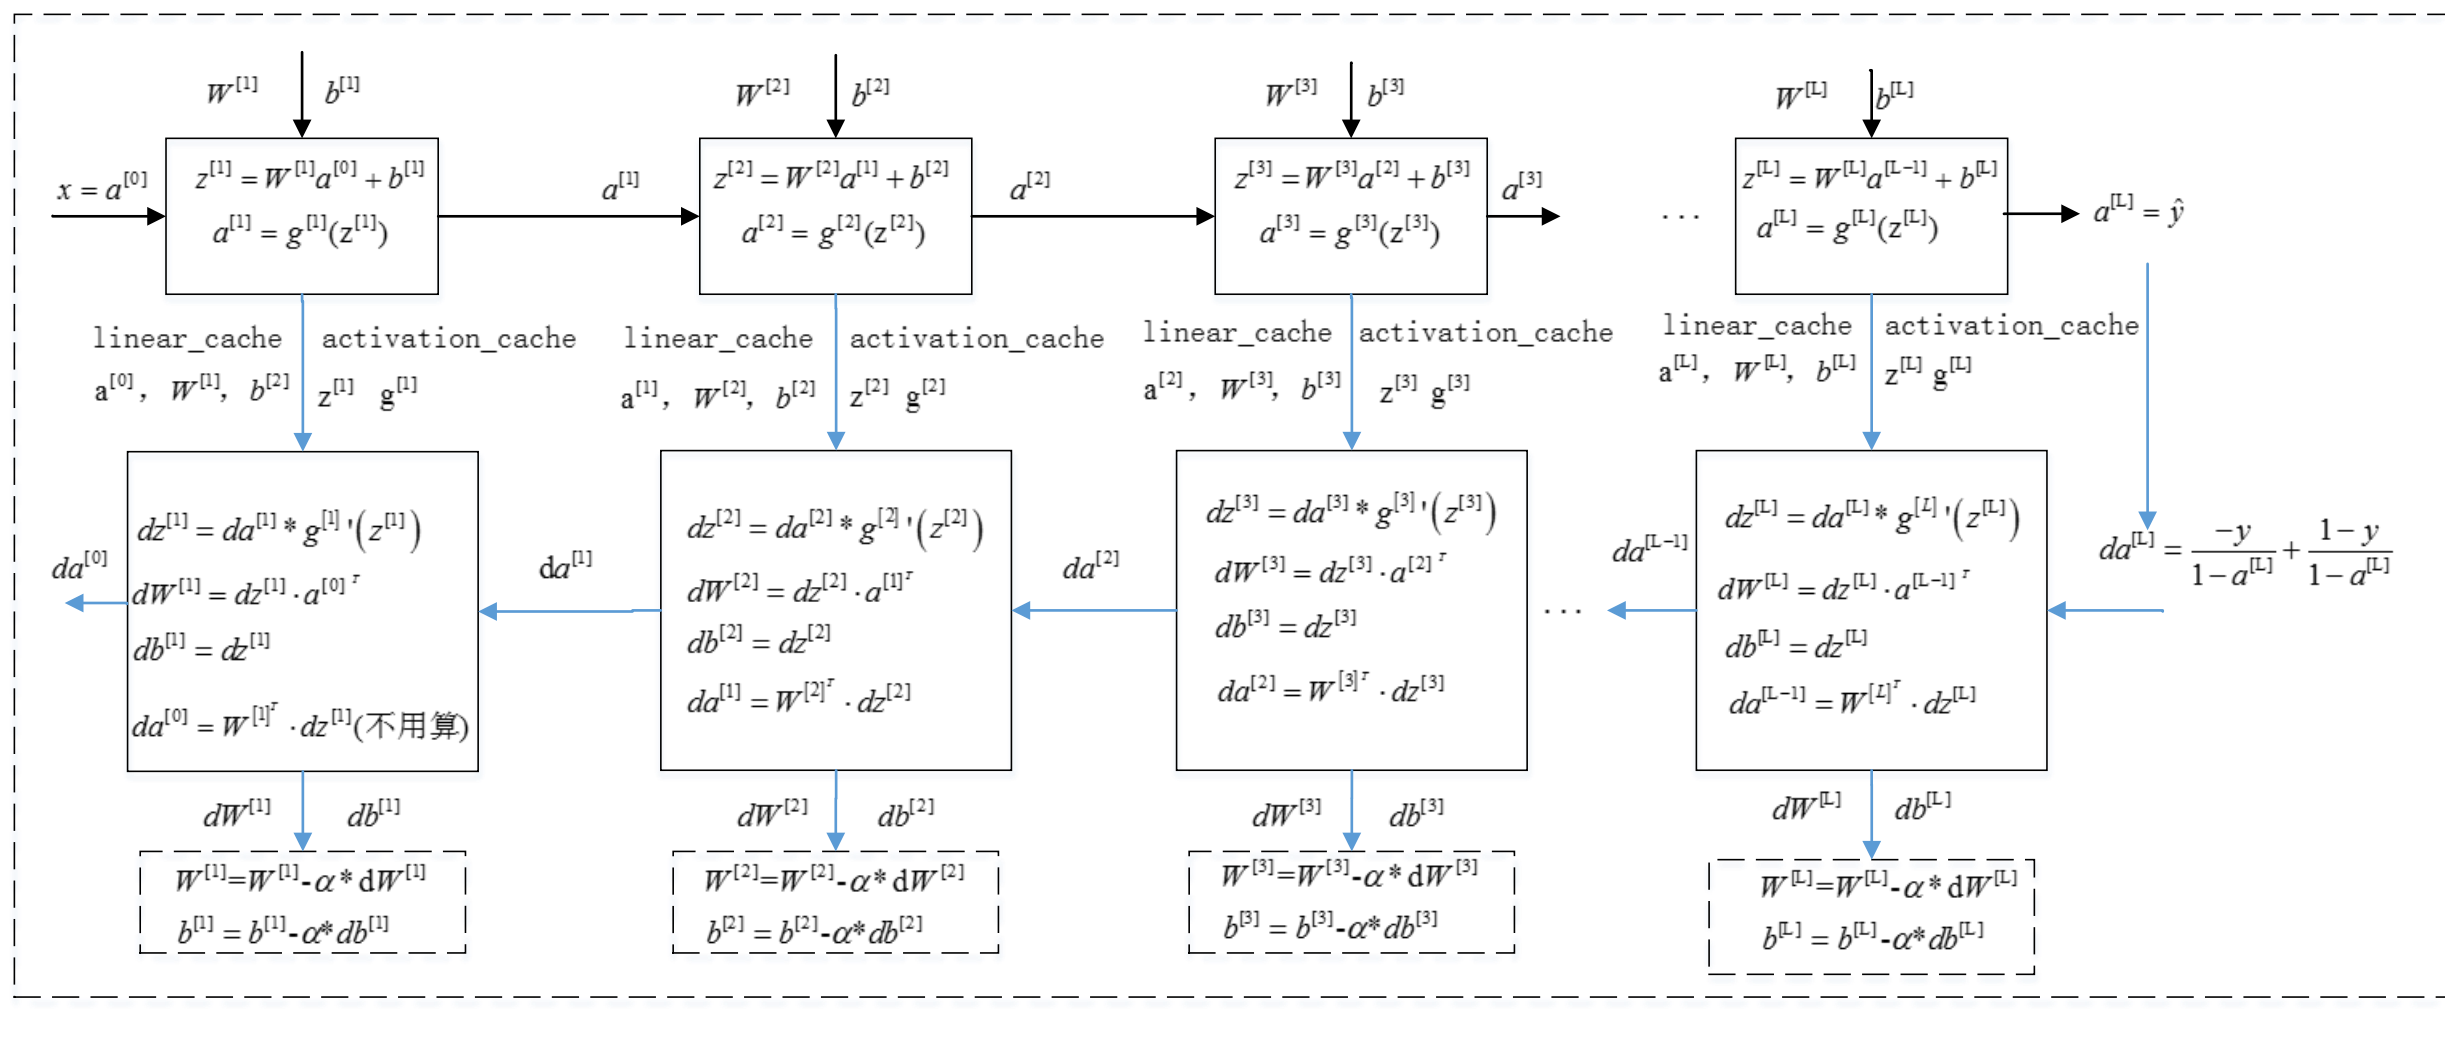 W^[1] b^[1] W^[2] b^[2] W^[3] b^[3] W^[L] b^[L]
x = a^[0]
z^[1] = W^[1]a^[0] + b^[1]
a^[1] = g^[1](z^[1])
a^[1]
z^[2] = W^[2]a^[1] + b^[2]
a^[2] = g^[2](z^[2])
a^[2]
z^[3] = W^[3]a^[2] + b^[3]
a^[3] = g^[3](z^[3])
a^[3]
...
z^[L] = W^[L]a^[L-1] + b^[L]
a^[L] = g^[L](z^[L])
a^[L] = ŷ
linear_cache activation_cache
a^[0], W^[1], b^[2] z^[1] g^[1]
linear_cache activation_cache
a^[1], W^[2], b^[2] z^[2] g^[2]
linear_cache activation_cache
a^[2], W^[3], b^[3] z^[3] g^[3]
linear_cache activation_cache
a^[L], W^[L], b^[L] z^[L] g^[L]
da^[0]
dz^[1] = da^[1] * g^[1] '(z^[1])
dW^[1] = dz^[1] · a^[0] T
db^[1] = dz^[1]
da^[0] = W^[1]T · dz^[1](不用算)
da^[1]
dz^[2] = da^[2] * g^[2] '(z^[2])
dW^[2] = dz^[2] · a^[1]T
db^[2] = dz^[2]
da^[1] = W^[2]T · dz^[2]
da^[2]
dz^[3] = da^[3] * g^[3] '(z^[3])
dW^[3] = dz^[3] · a^[2] T
db^[3] = dz^[3]
da^[2] = W^[3]T · dz^[3]
...
da^[L-1]
dz^[L] = da^[L] * g^[L] '(z^[L])
dW^[L] = dz^[L] · a^[L-1] T
db^[L] = dz^[L]
da^[L-1] = W^[L]T · dz^[L]
da^[L] = -y/(1-a^[L]) + (1-y)/(1-a^[L])
dW^[1] db^[1] dW^[2] db^[2] dW^[3] db^[3] dW^[L] db^[L]
W^[1]=W^[1]-α* dW^[1]
b^[1] = b^[1]-α*db^[1]
W^[2]=W^[2]-α* dW^[2]
b^[2] = b^[2]-α*db^[2]
W^[3]=W^[3]-α* dW^[3]
b^[3] = b^[3]-α*db^[3]
W^[L]=W^[L]-α* dW^[L]
b^[L] = b^[L]-α*db^[L]